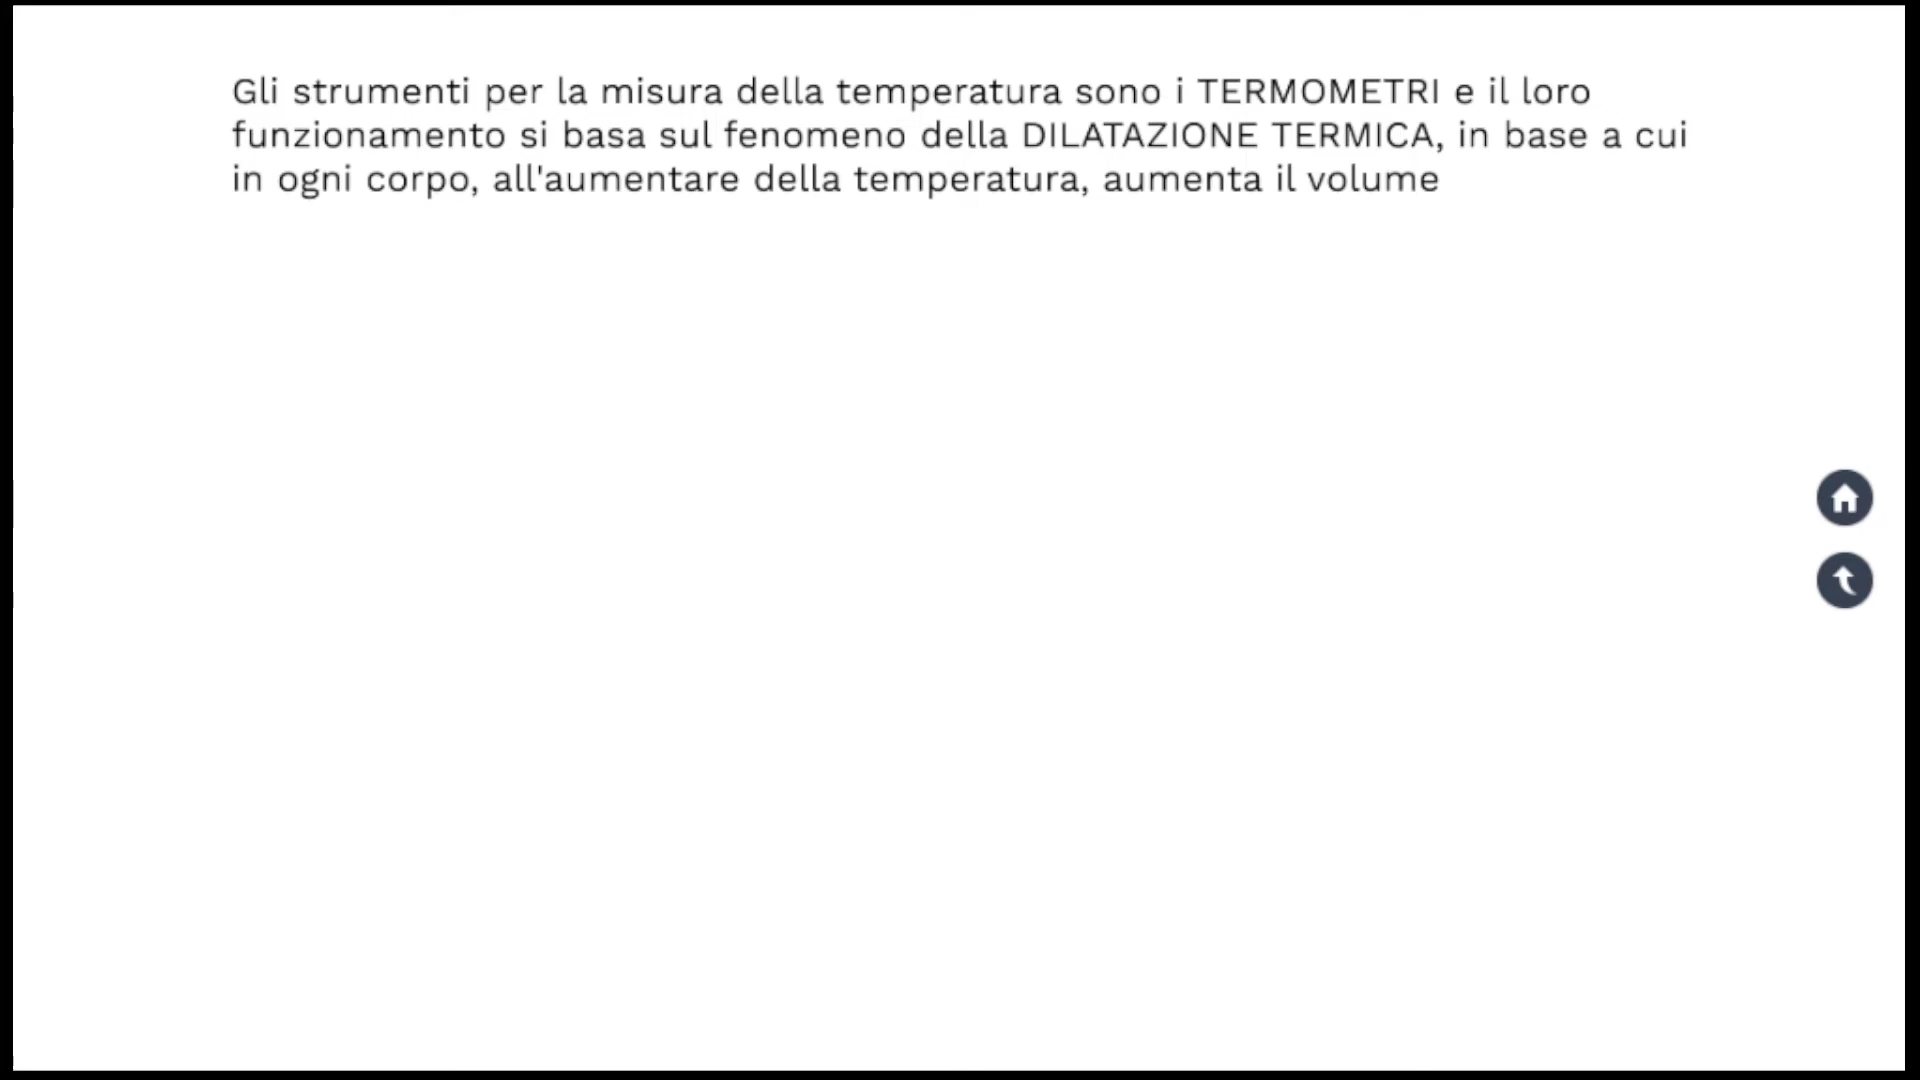 Gli strumenti per la misura della temperatura sono i TERMOMETRI e il loro
funzionamento si basa sul fenomeno della DILATAZIONE TERMICA, in base a cui
in ogni corpo, all'aumentare della temperatura, aumenta il volume